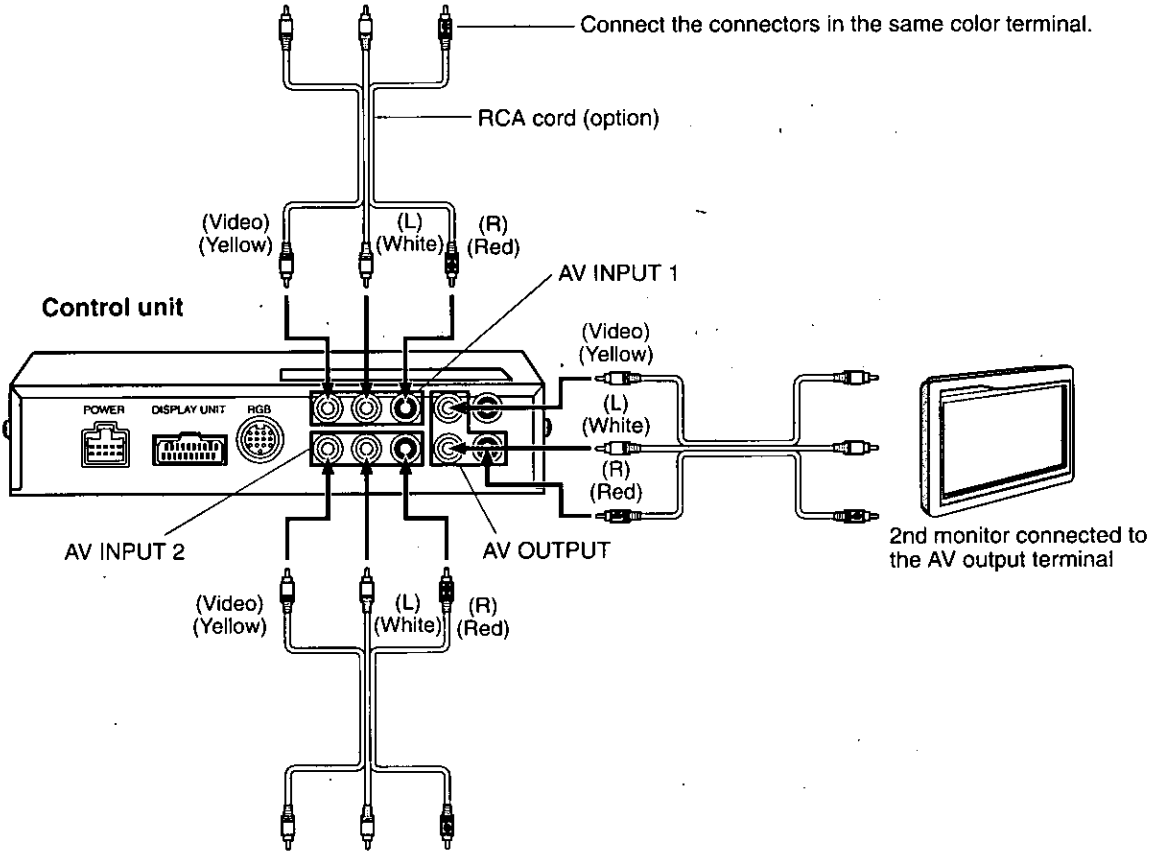 Connect the connectors in the same color terminal.
RCA cord (option)
(Video)
(Yellow)
(L)
(White)
(R)
(Red)
AV INPUT 1
Control unit
(Video)
(Yellow)
POWER
DISPLAY UNIT
RGB
(L)
(White)
(R)
(Red)
AV INPUT 2
AV OUTPUT
2nd monitor connected to
the AV output terminal
(Video)
(Yellow)
(L)
(White)
(R)
(Red)